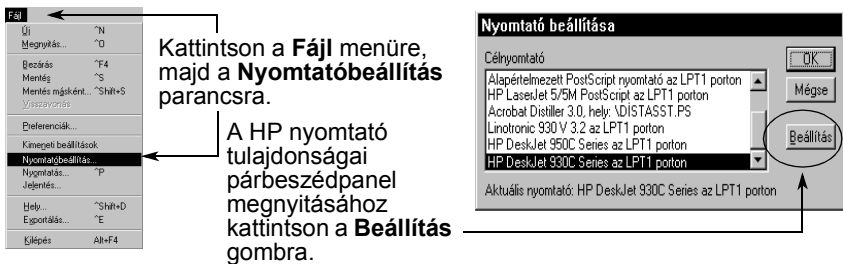 Fájl
Új ^N
Megnyitás... ^O
Bezárás ^F4
Mentés ^S
Mentés másként... ^Shift+S
Visszavonás
Preferenciák...
Kimeneti beállítások
Nyomtatóbeállítás...
Nyomtatás... ^P
Jelentés...
Hely... ^Shift+D
Exportálás... ^E
Kilépés Alt+F4
Kattintson a Fájl menüre,
majd a Nyomtatóbeállítás
parancsra.
A HP nyomtató
tulajdonságai
párbeszédpanel
megnyitásához
kattintson a Beállítás
gombra.
Nyomtató beállítása
Célnyomtató
Alapértelmezett PostScript nyomtató az LPT1 porton
HP LaserJet 5/5M PostScript az LPT1 porton
Acrobat Distiller 3.0, hely: \DISTASST.PS
Linotronic 930 V 3.2 az LPT1 porton
HP DeskJet 950C Series az LPT1 porton
HP DeskJet 930C Series az LPT1 porton
Aktuális nyomtató: HP DeskJet 930C Series az LPT1 porton
OK
Mégse
Beállítás